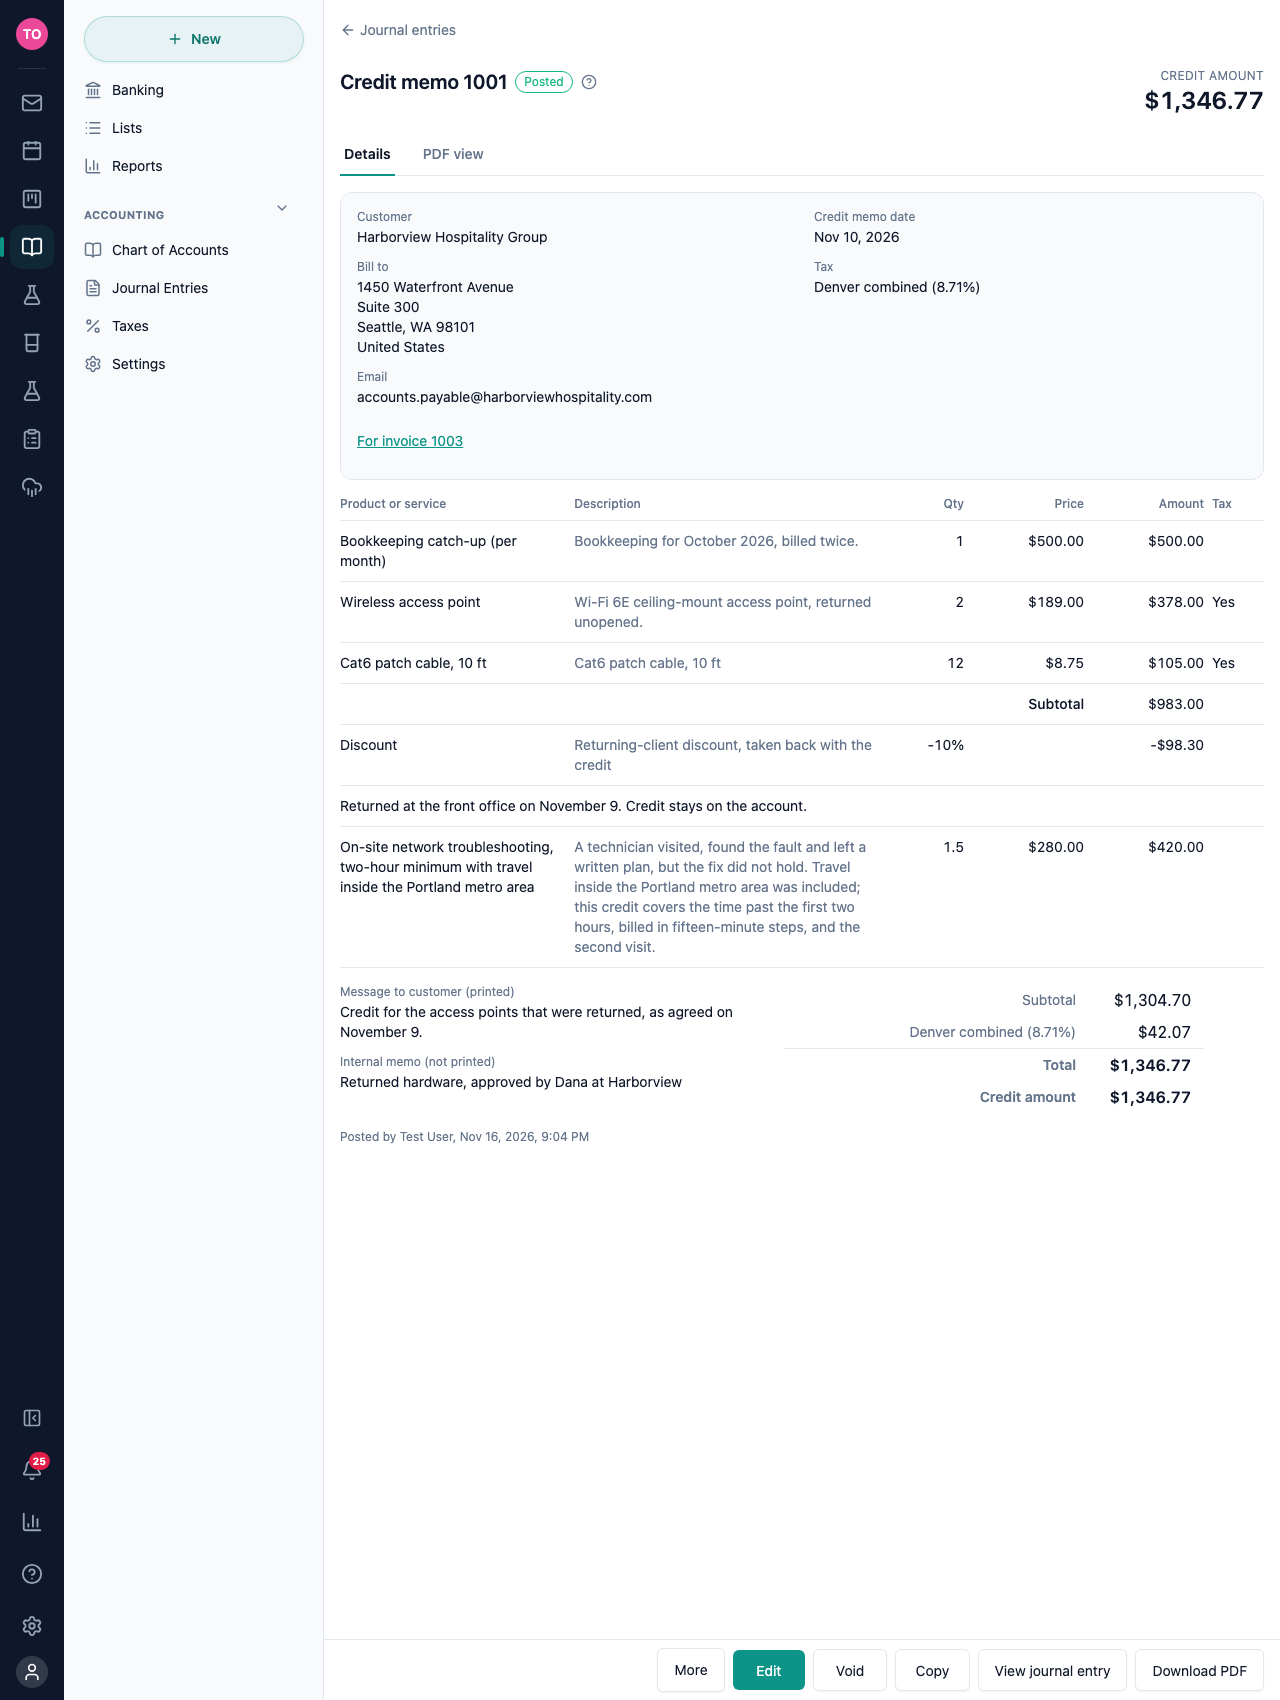 TO
New
Banking
Lists
Reports
ACCOUNTING
Chart of Accounts
Journal Entries
Taxes
Settings
25
Journal entries
Credit memo 1001
Posted
CREDIT AMOUNT
$1,346.77
Details
PDF view
Customer
Harborview Hospitality Group
Bill to
1450 Waterfront Avenue
Suite 300
Seattle, WA 98101
United States
Email
accounts.payable@harborviewhospitality.com
For invoice 1003
Credit memo date
Nov 10, 2026
Tax
Denver combined (8.71%)
Product or service Description Qty Price Amount Tax
Bookkeeping catch-up (per Bookkeeping for October 2026, billed twice. 1 $500.00 $500.00
month)
Wireless access point Wi-Fi 6E ceiling-mount access point, returned 2 $189.00 $378.00 Yes
unopened.
Cat6 patch cable, 10 ft Cat6 patch cable, 10 ft 12 $8.75 $105.00 Yes
Subtotal $983.00
Discount Returning-client discount, taken back with the -10% -$98.30
credit
Returned at the front office on November 9. Credit stays on the account.
On-site network troubleshooting, A technician visited, found the fault and left a 1.5 $280.00 $420.00
two-hour minimum with travel written plan, but the fix did not hold. Travel
inside the Portland metro area inside the Portland metro area was included;
this credit covers the time past the first two
hours, billed in fifteen-minute steps, and the
second visit.
Message to customer (printed)
Credit for the access points that were returned, as agreed on
November 9.
Internal memo (not printed)
Returned hardware, approved by Dana at Harborview
Subtotal $1,304.70
Denver combined (8.71%) $42.07
Total $1,346.77
Credit amount $1,346.77
Posted by Test User, Nov 16, 2026, 9:04 PM
More
Edit
Void
Copy
View journal entry
Download PDF